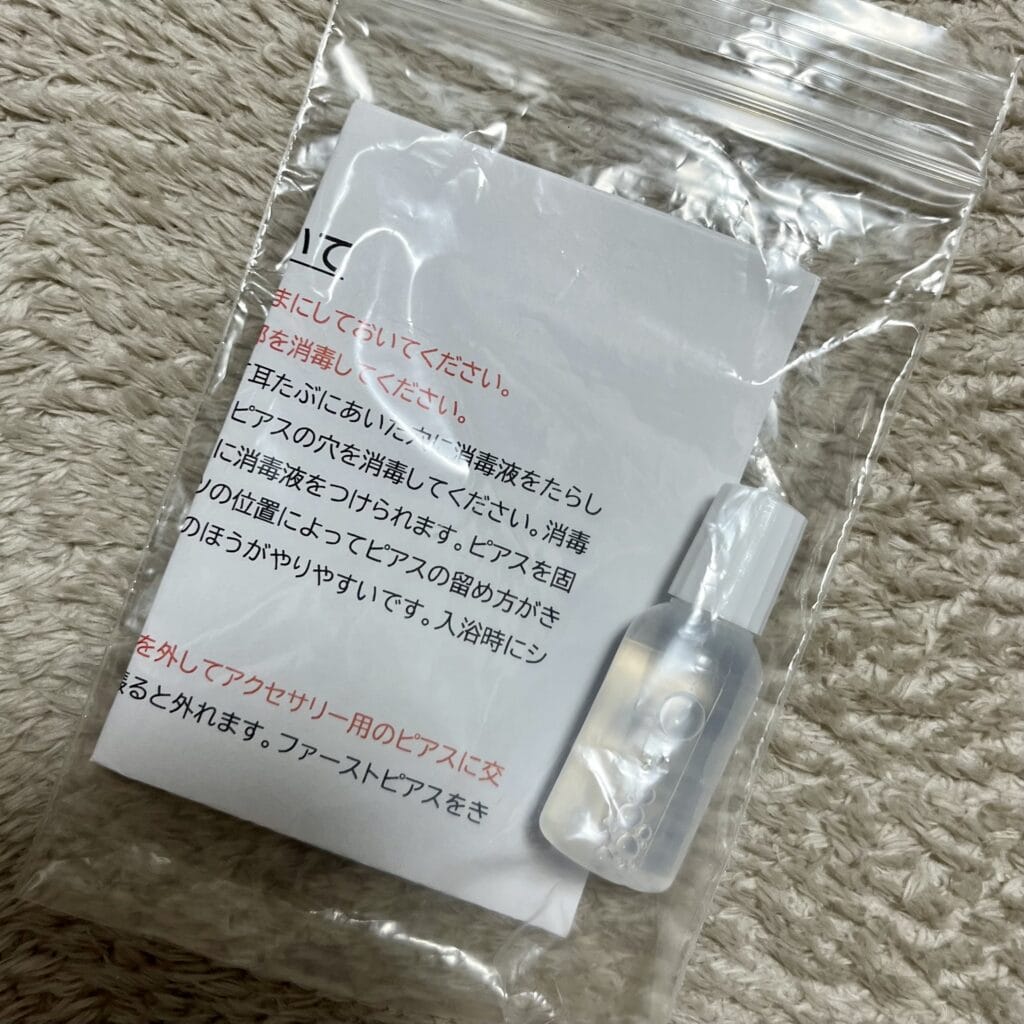 いて
まにしておいてください。
部を消毒してください。
耳たぶにあいた穴に消毒液をたらし
ピアスの穴を消毒してください。消毒
に消毒液をつけられます。ピアスを固
の位置によってピアスの留め方がき
のほうがやりやすいです。入浴時にシ
を外してアクセサリー用のピアスに交
ると外れます。ファーストピアスをき